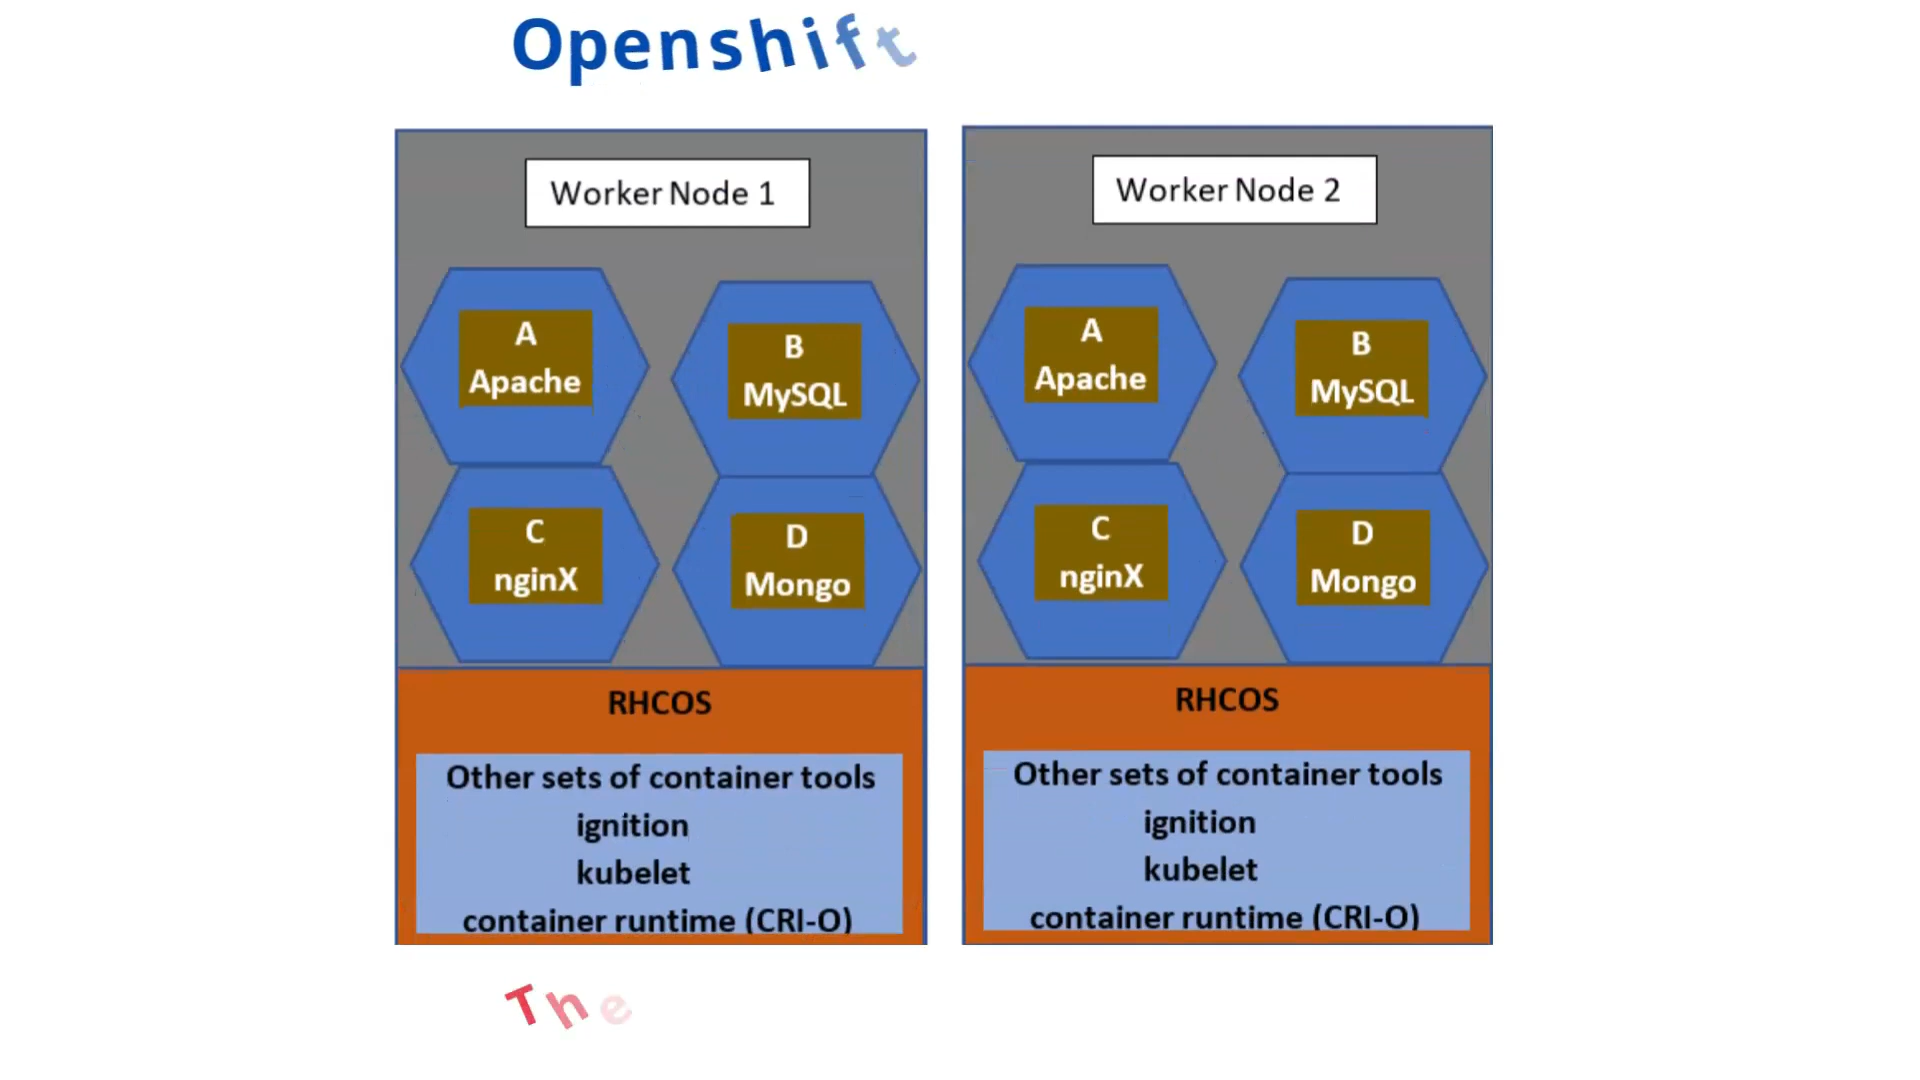 Openshift
Worker Node 1
A
Apache
B
MySQL
C
nginX
D
Mongo
RHCOS
Other sets of container tools
ignition
kubelet
container runtime (CRI-O)
Worker Node 2
A
Apache
B
MySQL
C
nginX
D
Mongo
RHCOS
Other sets of container tools
ignition
kubelet
container runtime (CRI-O)
The